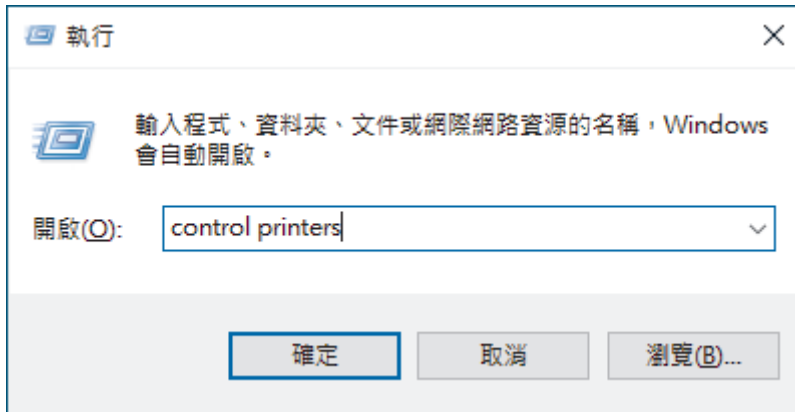 執行
輸入程式、資料夾、文件或網際網路資源的名稱，Windows
會自動開啟。
開啟(O): control printers
確定 取消 瀏覽(B)...